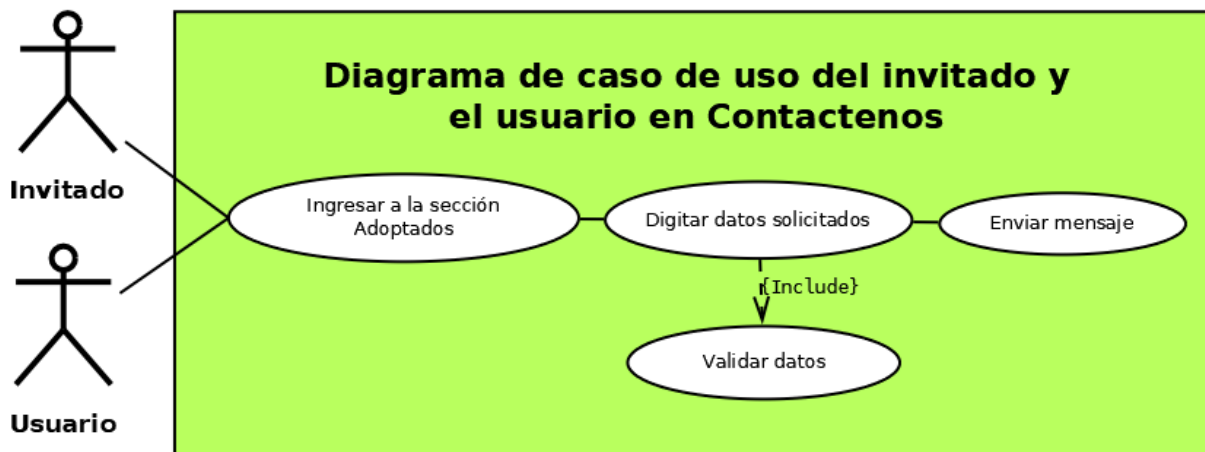 Diagrama de caso de uso del invitado y
el usuario en Contactenos
Invitado
Ingresar a la sección
Adoptados
Digitar datos solicitados
Enviar mensaje
{Include}
Validar datos
Usuario